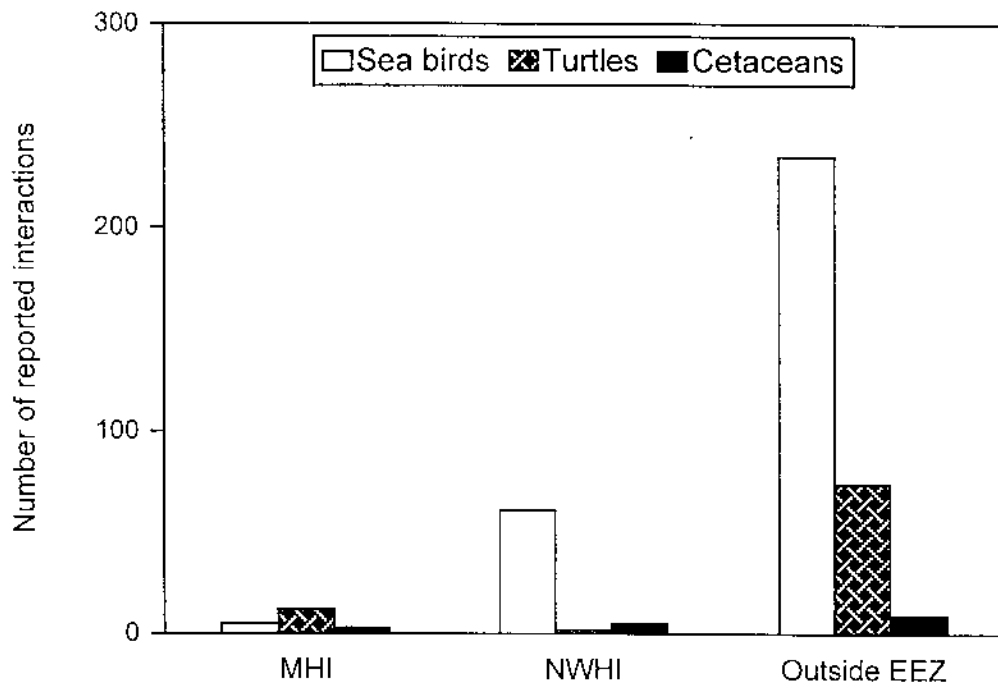 300
Sea birds Turtles Cetaceans
Number of reported interactions
200
100
0
MHI NWHI Outside EEZ